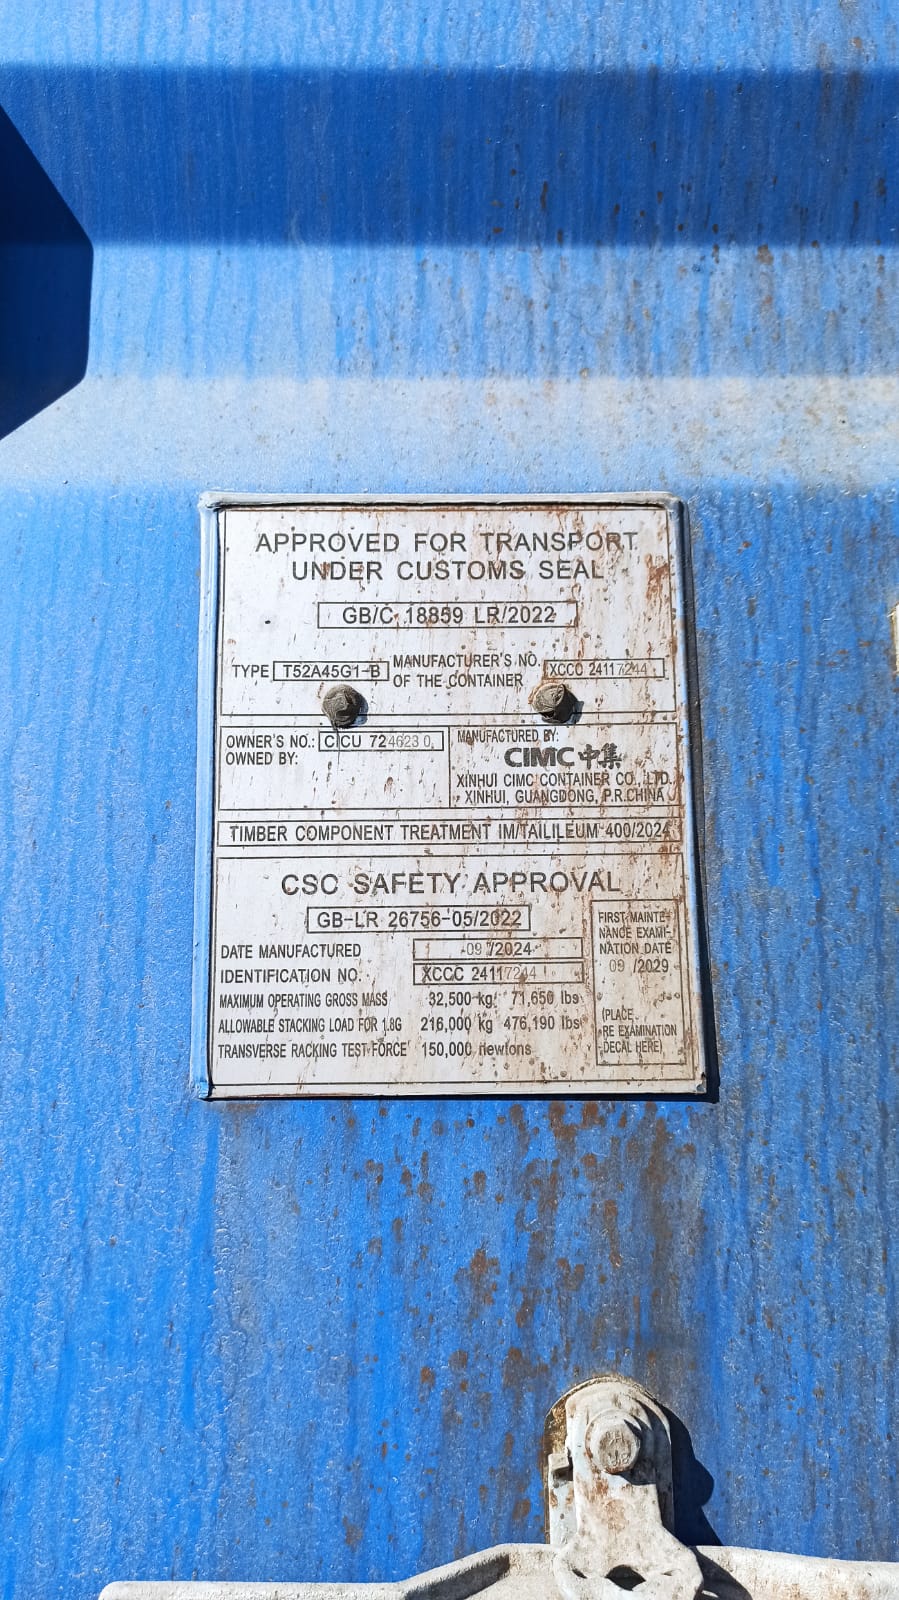 APPROVED FOR TRANSPORT
UNDER CUSTOMS SEAL
GB/C 18859 LR/2022
TYPE T52A45G1-B
MANUFACTURER'S NO.
OF THE CONTAINER
XCCC 24117244
OWNER'S NO.: CICU 724623 0
OWNED BY:
MANUFACTURED BY:
CIMC 中集
XINHUI CIMC CONTAINER CO., LTD.
XINHUI, GUANGDONG, P.R.CHINA
TIMBER COMPONENT TREATMENT IM/TAILILEUM 400/2024
CSC SAFETY APPROVAL
GB-LR 26756-05/2022
DATE MANUFACTURED 09 /2024
IDENTIFICATION NO. XCCC 24117244
MAXIMUM OPERATING GROSS MASS 32,500 kg 71,650 lbs
ALLOWABLE STACKING LOAD FOR 1.8G 216,000 kg 476,190 lbs
TRANSVERSE RACKING TEST FORCE 150,000 newtons
FIRST MAINTE-
NANCE EXAMI-
NATION DATE
09 /2029
(PLACE
RE EXAMINATION
DECAL HERE)